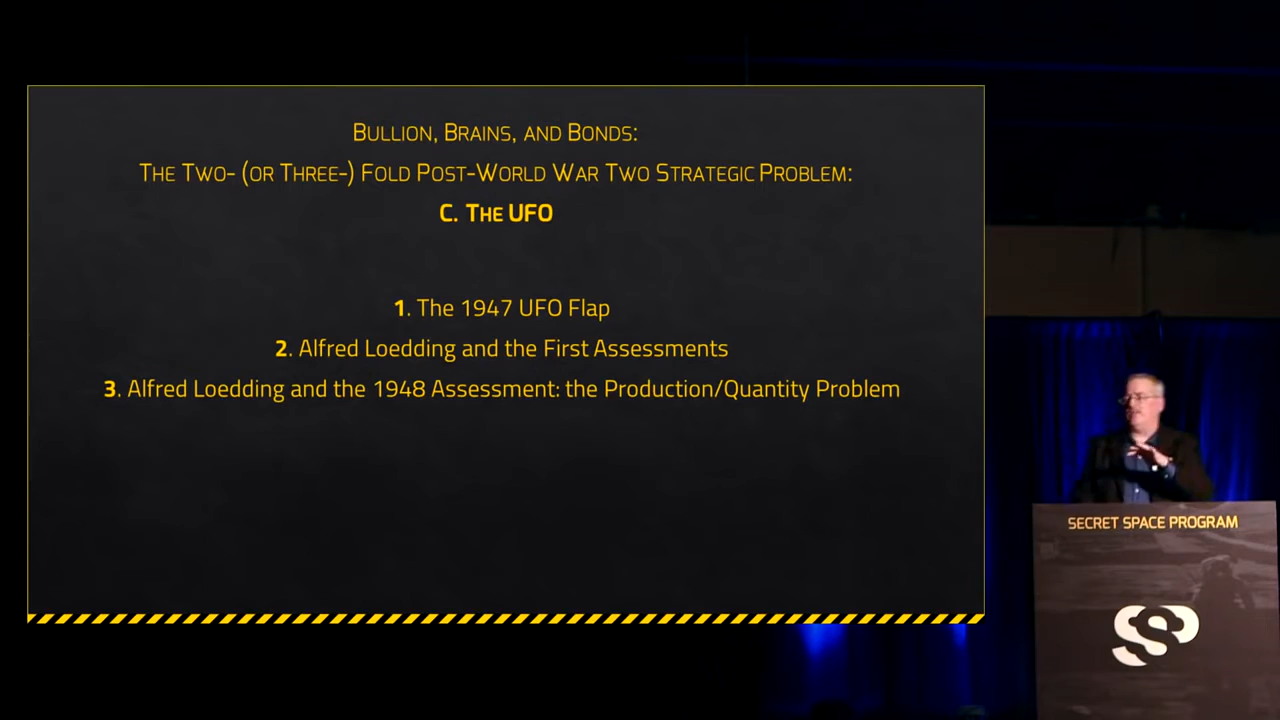 BULLION, BRAINS, AND BONDS:
THE TWO- (OR THREE-) FOLD POST-WORLD WAR TWO STRATEGIC PROBLEM:
C. THE UFO
1. The 1947 UFO Flap
2. Alfred Loedding and the First Assessments
3. Alfred Loedding and the 1948 Assessment: the Production/Quantity Problem
SECRET SPACE PROGRAM
SSP